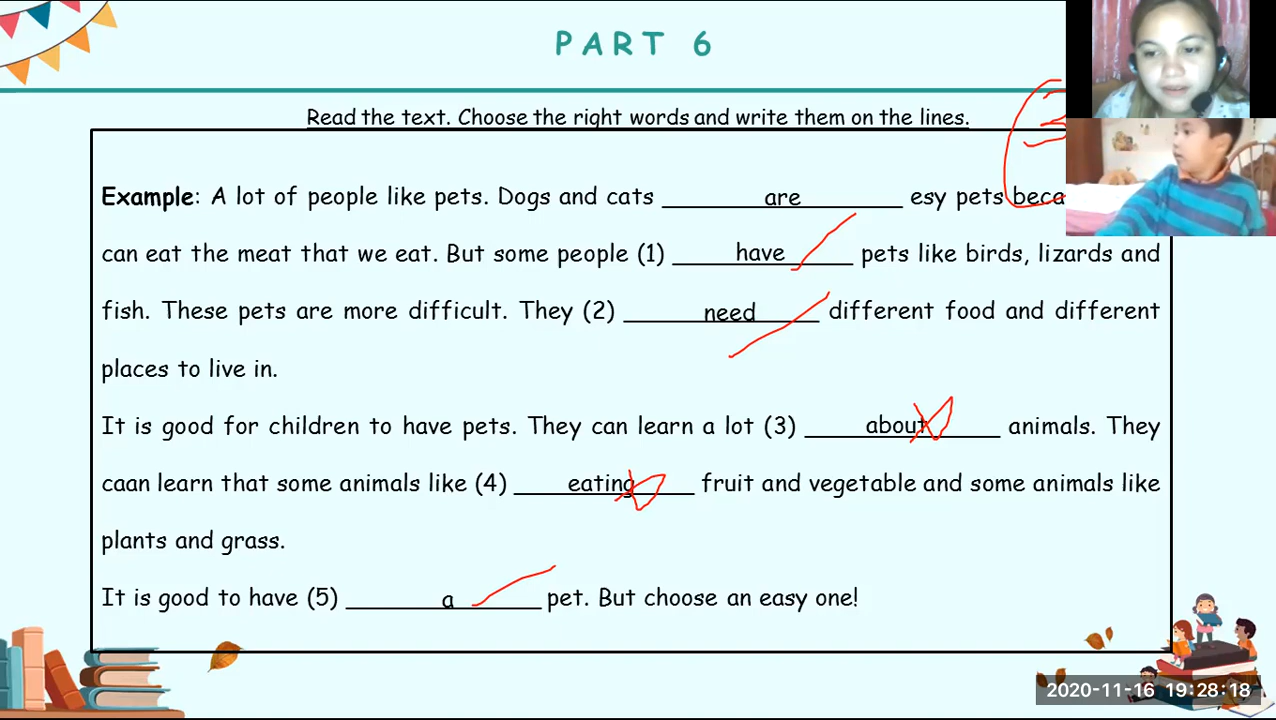 PART 6
Read the text. Choose the right words and write them on the lines.
Example: A lot of people like pets. Dogs and cats are esy pets beca
can eat the meat that we eat. But some people (1) have pets like birds, lizards and
fish. These pets are more difficult. They (2) need different food and different
places to live in.
It is good for children to have pets. They can learn a lot (3) about animals. They
caan learn that some animals like (4) eating fruit and vegetable and some animals like
plants and grass.
It is good to have (5) a pet. But choose an easy one!
2020-11-16 19:28:18